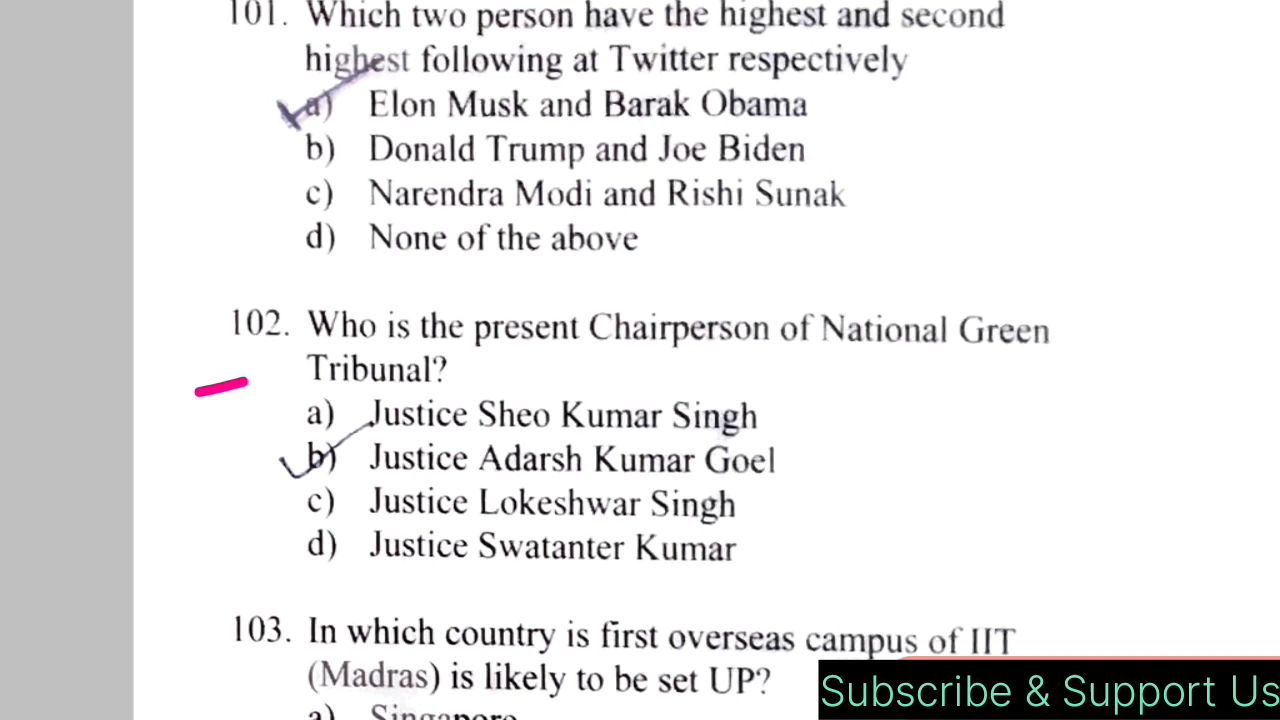 101. Which two person have the highest and second
highest following at Twitter respectively
a) Elon Musk and Barak Obama
b) Donald Trump and Joe Biden
c) Narendra Modi and Rishi Sunak
d) None of the above
102. Who is the present Chairperson of National Green
Tribunal?
a) Justice Sheo Kumar Singh
b) Justice Adarsh Kumar Goel
c) Justice Lokeshwar Singh
d) Justice Swatanter Kumar
103. In which country is first overseas campus of IIT
(Madras) is likely to be set UP?
a) Singapore
Subscribe & Support Us